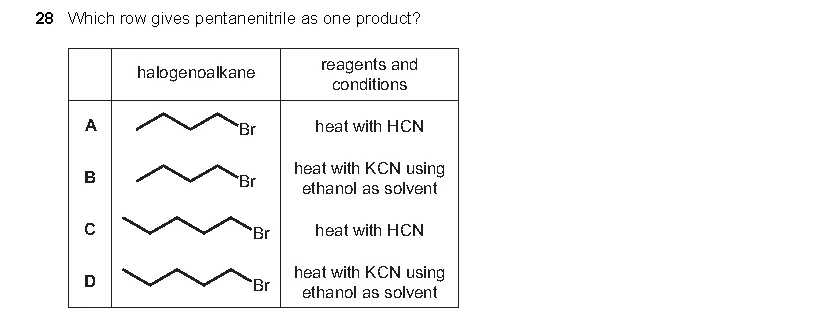 28 Which row gives pentanenitrile as one product?
halogenoalkane
reagents and
conditions
A Br heat with HCN
B Br heat with KCN using
ethanol as solvent
C Br heat with HCN
D Br heat with KCN using
ethanol as solvent